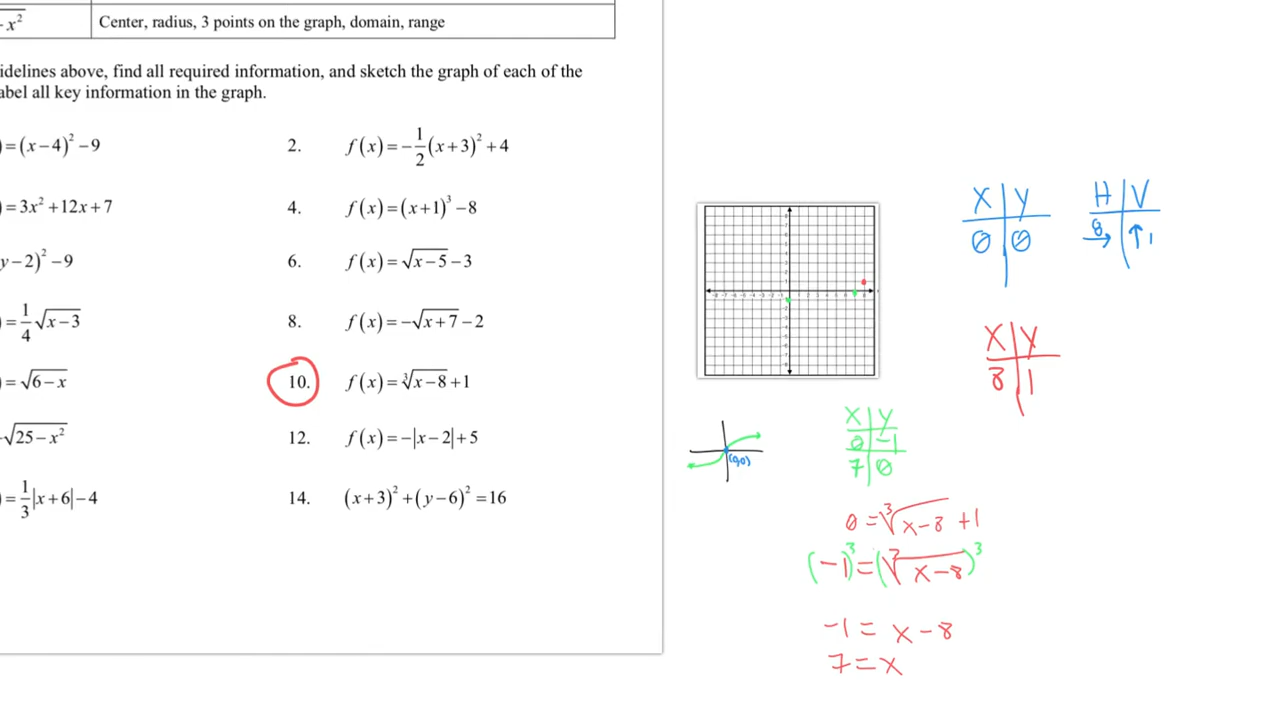 -x²
Center, radius, 3 points on the graph, domain, range
idelines above, find all required information, and sketch the graph of each of the
abel all key information in the graph.
) = (x−4)² −9
2. f(x) = −1/2(x+3)² +4
= 3x² +12x+7
4. f(x) = (x+1)³ −8
y−2)² −9
6. f(x) = √(x−5) −3
= 1/4 √(x−3)
8. f(x) = −√(x+7) −2
= √(6−x)
10. f(x) = ∛(x−8) +1
−√(25−x²)
12. f(x) = −|x−2|+5
= 1/3|x+6|−4
14. (x+3)² +(y−6)² =16
X Y
0 0
H V
8→ ↑1
X Y
8 1
(0,0)
X Y
0 -1
7 0
0 = ∛(x-8) +1
(-1)³ = (∛(x-8))³
-1 = x-8
7 = x